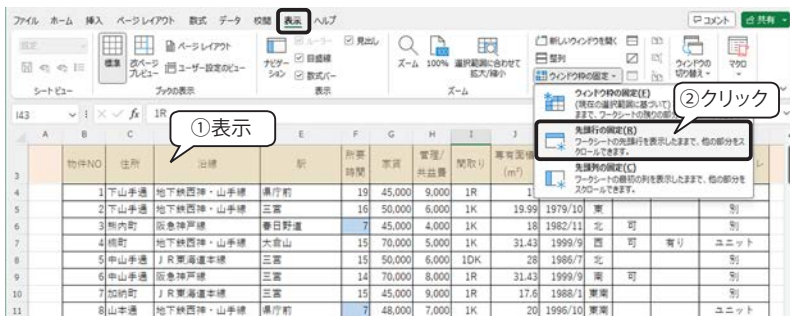 ファイル ホーム 挿入 ページレイアウト 数式 データ 校閲 表示 ヘルプ
コメント 共有
既定
標準 改ページプレビュー ページレイアウト ユーザー設定のビュー
シートビュー ブックの表示
ナビゲーション ルーラー 目盛線 数式バー 見出し
表示
ズーム 100% 選択範囲に合わせて拡大/縮小
ズーム
新しいウィンドウを開く
整列
ウィンドウ枠の固定
ウィンドウの切り替え マクロ
ウィンドウ枠の固定(F)
(現在の選択範囲に基づいて)
まま、ワークシートの残りの部
②クリック
先頭行の固定(R)
ワークシートの先頭行を表示したままで、他の部分をスクロールできます。
先頭列の固定(C)
ワークシートの最初の列を表示したままで、他の部分をスクロールできます。
I43 fx 1R
①表示
A B C E F G H I J
3 物件NO 住所 沿線 駅 所要時間 家賃 管理/共益費 間取り 専有面積(m²) レ
4 1 下山手通 地下鉄西神・山手線 県庁前 19 45,000 9,000 1R
5 2 下山手通 地下鉄西神・山手線 三宮 16 50,000 6,000 1K 19.99 1979/10 東 別
6 3 熊内町 阪急神戸線 春日野道 7 45,000 4,000 1K 18 1982/11 北 可 別
7 4 楠町 地下鉄西神・山手線 大倉山 15 70,000 5,000 1K 31.43 1999/9 西 可 有り ユニット
8 5 中山手通 JR東海道本線 三宮 15 50,000 6,000 1DK 28 1986/7 北 別
9 6 中山手通 阪急神戸線 三宮 14 70,000 8,000 1R 31.43 1999/9 南 可 別
10 7 加納町 JR東海道本線 三宮 15 45,000 9,000 1R 17.6 1988/1 東南 別
11 8 山本通 地下鉄西神・山手線 県庁前 7 48,000 7,000 1K 20 1996/10 東南 ユニット